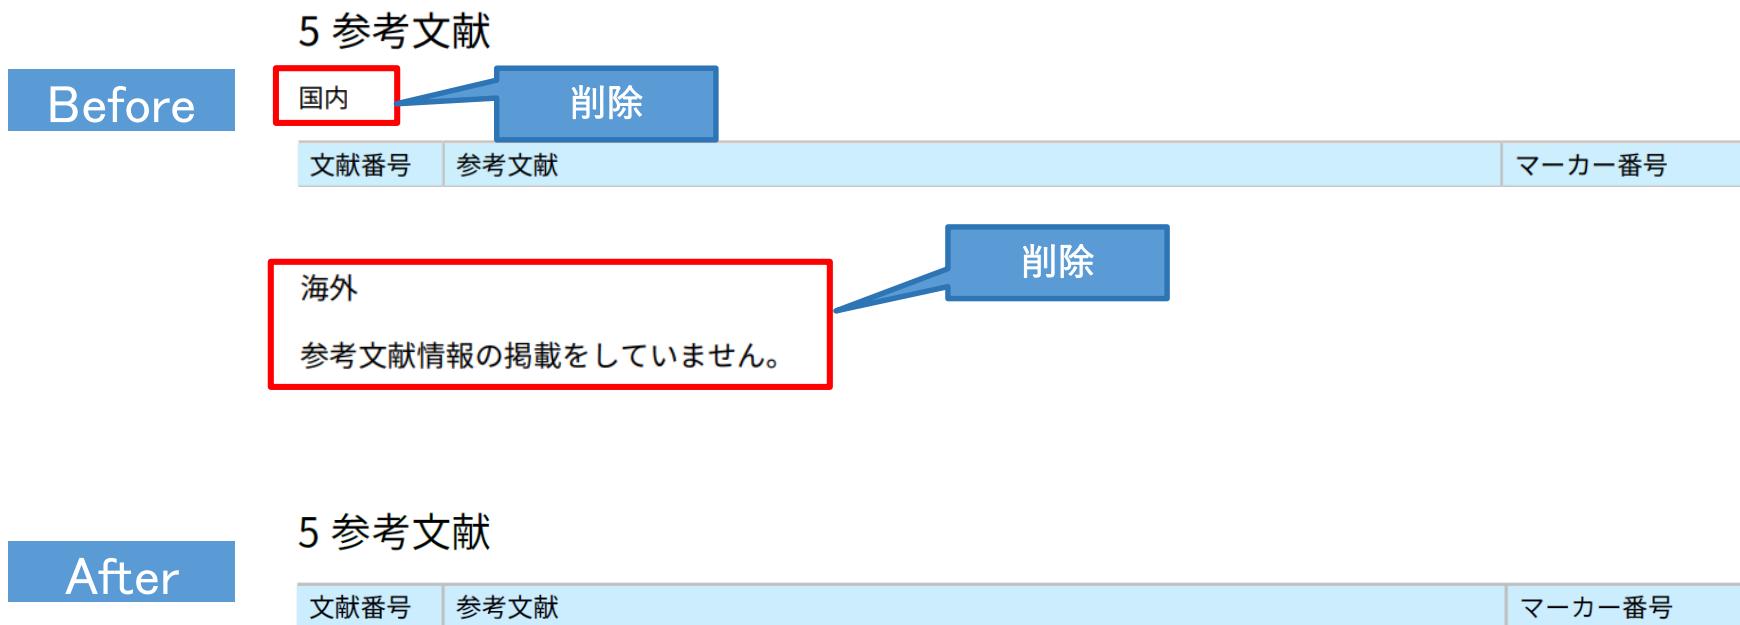 5 参考文献
Before
国内
削除
文献番号 参考文献 マーカー番号
削除
海外
参考文献情報の掲載をしていません。
5 参考文献
After
文献番号 参考文献 マーカー番号